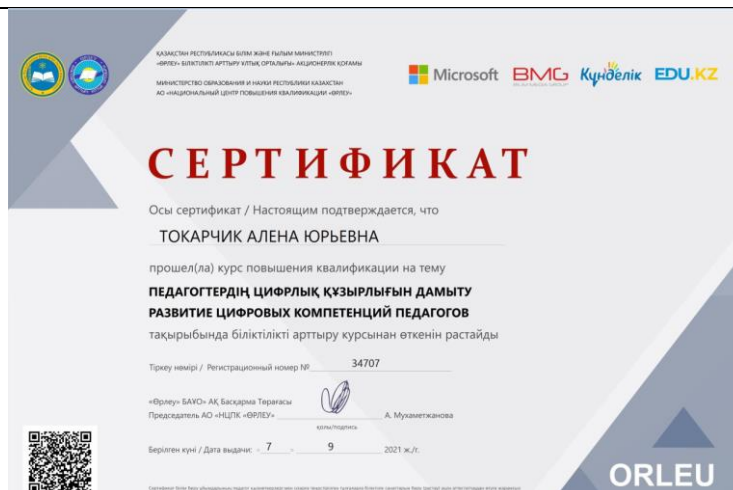 ҚАЗАҚСТАН РЕСПУБЛИКАСЫ БІЛІМ ЖӘНЕ ҒЫЛЫМ МИНИСТРЛІГІ
«ӨРЛЕУ» БІЛІКТІЛІКТІ АРТТЫРУ ҰЛТТЫҚ ОРТАЛЫҒЫ» АКЦИОНЕРЛІК ҚОҒАМЫ
МИНИСТЕРСТВО ОБРАЗОВАНИЯ И НАУКИ РЕСПУБЛИКИ КАЗАХСТАН
АО «НАЦИОНАЛЬНЫЙ ЦЕНТР ПОВЫШЕНИЯ КВАЛИФИКАЦИИ «ӨРЛЕУ»
Microsoft BMG Күнделік EDU.KZ
СЕРТИФИКАТ
Осы сертификат / Настоящим подтверждается, что
ТОКАРЧИК АЛЕНА ЮРЬЕВНА
прошел(ла) курс повышения квалификации на тему
ПЕДАГОГТЕРДІҢ ЦИФРЛЫҚ ҚҰЗЫРЛЫҒЫН ДАМЫТУ
РАЗВИТИЕ ЦИФРОВЫХ КОМПЕТЕНЦИЙ ПЕДАГОГОВ
тақырыбында біліктілікті арттыру курсынан өткенін растайды
Тіркеу нөмірі / Регистрационный номер № 34707
«Өрлеу» БАҰО» АҚ Басқарма Төрағасы
Председатель АО «НЦПК «ӨРЛЕУ» А. Мухаметжанова
қолы/подпись
Берілген күні / Дата выдачи: 7 9 2021 ж./г.
ORLEU